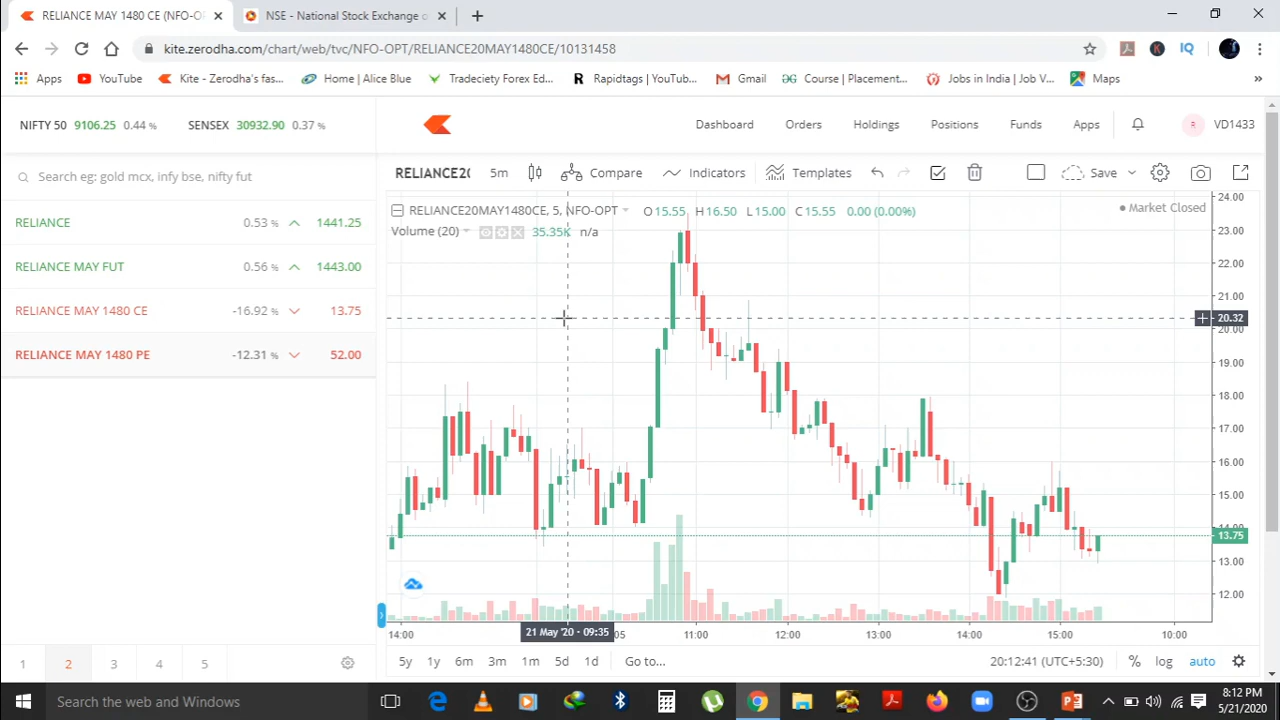 RELIANCE MAY 1480 CE (NFO-O
NSE - National Stock Exchange o
kite.zerodha.com/chart/web/tvc/NFO-OPT/RELIANCE20MAY1480CE/10131458
Apps YouTube Kite - Zerodha's fas... Home | Alice Blue Tradeciety Forex Ed... Rapidtags | YouTub... Gmail Course | Placement... Jobs in India | Job V... Maps »
NIFTY 50 9106.25 0.44 % SENSEX 30932.90 0.37 %
Dashboard Orders Holdings Positions Funds Apps VD1433
Search eg: gold mcx, infy bse, nifty fut
RELIANCE 0.53 % 1441.25
RELIANCE MAY FUT 0.56 % 1443.00
RELIANCE MAY 1480 CE -16.92 % 13.75
RELIANCE MAY 1480 PE -12.31 % 52.00
1 2 3 4 5
RELIANCE20 5m Compare Indicators Templates Save
RELIANCE20MAY1480CE, 5, NFO-OPT O15.55 H16.50 L15.00 C15.55 0.00 (0.00%)
Market Closed
Volume (20) 35.35K n/a
24.00
23.00
22.00
21.00
20.32
20.00
19.00
18.00
17.00
16.00
15.00
14.00
13.75
13.00
12.00
14:00 21 May '20 - 09:35 :05 11:00 12:00 13:00 14:00 15:00 10:00
5y 1y 6m 3m 1m 5d 1d Go to... 20:12:41 (UTC+5:30) % log auto
Search the web and Windows
8:12 PM
5/21/2020